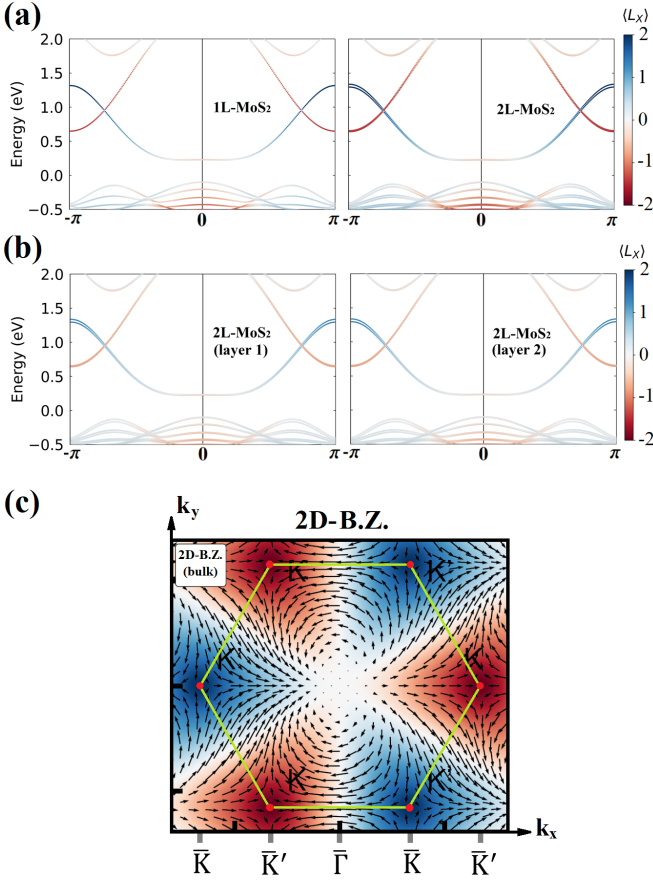 (a)
⟨Lₓ⟩
Energy (eV)
2.0
1.5
1.0
0.5
0.0
−0.5
1L-MoS₂
-π
0
π
2L-MoS₂
-π
0
π
2
1
0
-1
-2
(b)
⟨Lₓ⟩
Energy (eV)
2.0
1.5
1.0
0.5
0.0
−0.5
2L-MoS₂
(layer 1)
-π
0
π
2L-MoS₂
(layer 2)
-π
0
π
2
1
0
-1
-2
(c)
k_y
2D-B.Z.
2D-B.Z.
(bulk)
K
K'
K'
K
K
K'
k_x
K̅
K̅′
Γ̅
K̅
K̅′